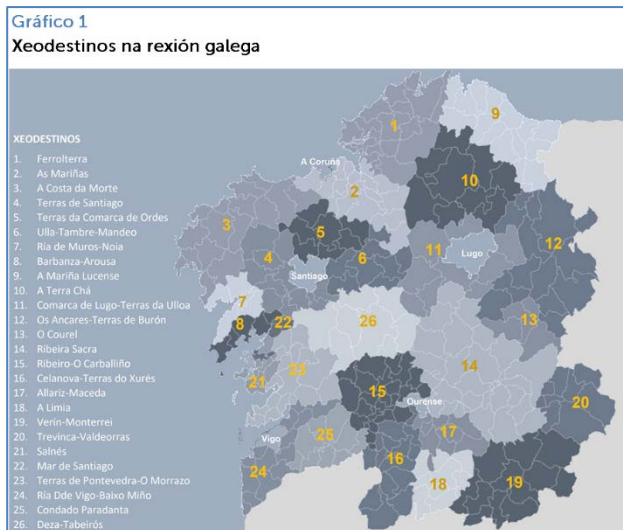 Gráfico 1
Xeodestinos na rexión galega
XEODESTINOS
1. Ferrolterra
2. As Mariñas
3. A Costa da Morte
4. Terras de Santiago
5. Terras da Comarca de Ordes
6. Ulla-Tambre-Mandeo
7. Ría de Muros-Noia
8. Barbanza-Arousa
9. A Mariña Lucense
10. A Terra Chá
11. Comarca de Lugo-Terras da Ulloa
12. Os Ancares-Terras de Burón
13. O Courel
14. Ribeira Sacra
15. Ribeiro-O Carballiño
16. Celanova-Terras do Xurés
17. Allariz-Maceda
18. A Limia
19. Verín-Monterrei
20. Trevinca-Valdeorras
21. Salnés
22. Mar de Santiago
23. Terras de Pontevedra-O Morrazo
24. Ría Dde Vigo-Baixo Miño
25. Condado Paradanta
26. Deza-Tabeirós
1
9
A Coruña
2
10
3
5
4
6
11
Lugo
12
Santiago
7
8
22
26
13
21
23
14
15
Ourense
20
Vigo
25
17
16
24
18
19